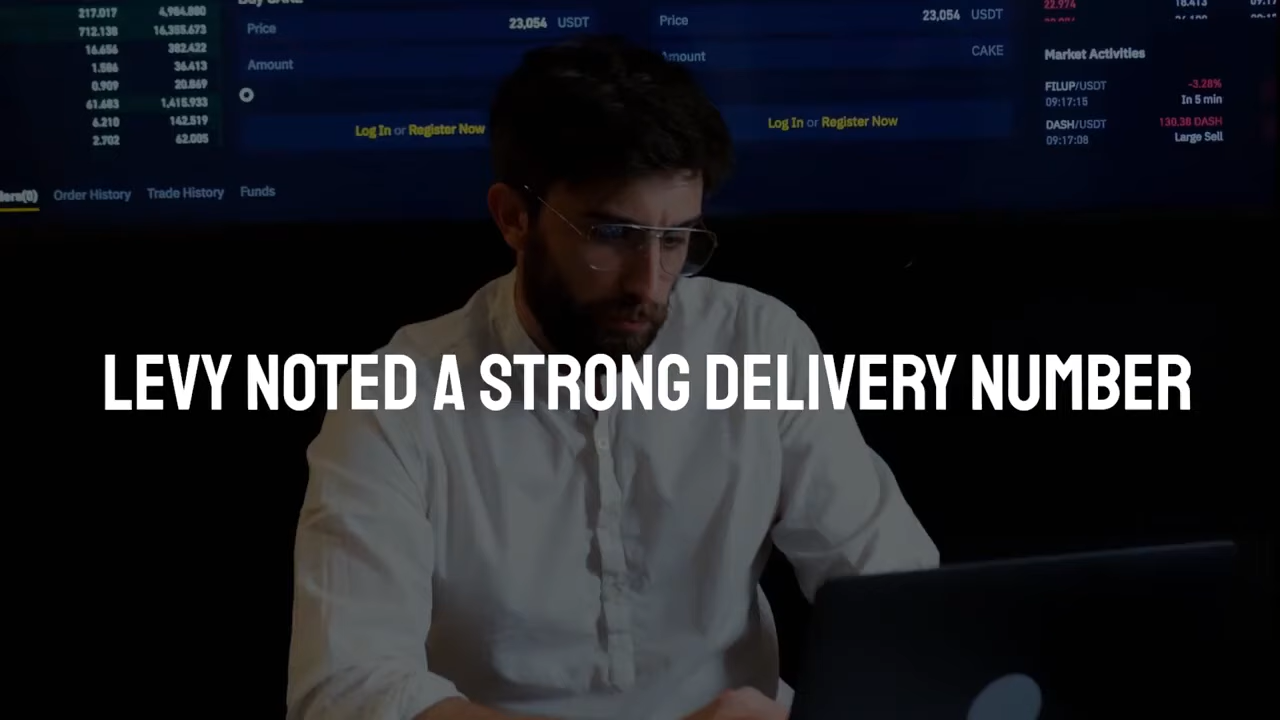 217.017 4,984.880
712.138 16,355.673
16.656 382.422
1.586 36.413
0.909 20.869
61.683 1,415.933
6.210 142.519
2.702 62.005
Price 23,054 USDT
Amount
Log In or Register Now
Price 23,054 USDT
Amount CAKE
Log In or Register Now
22.974 18.413
Market Activities
FILUP/USDT -3.28%
09:17:15 In 5 min
DASH/USDT 130.38 DASH
09:17:08 Large Sell
Order History Trade History Funds
LEVY NOTED A STRONG DELIVERY NUMBER